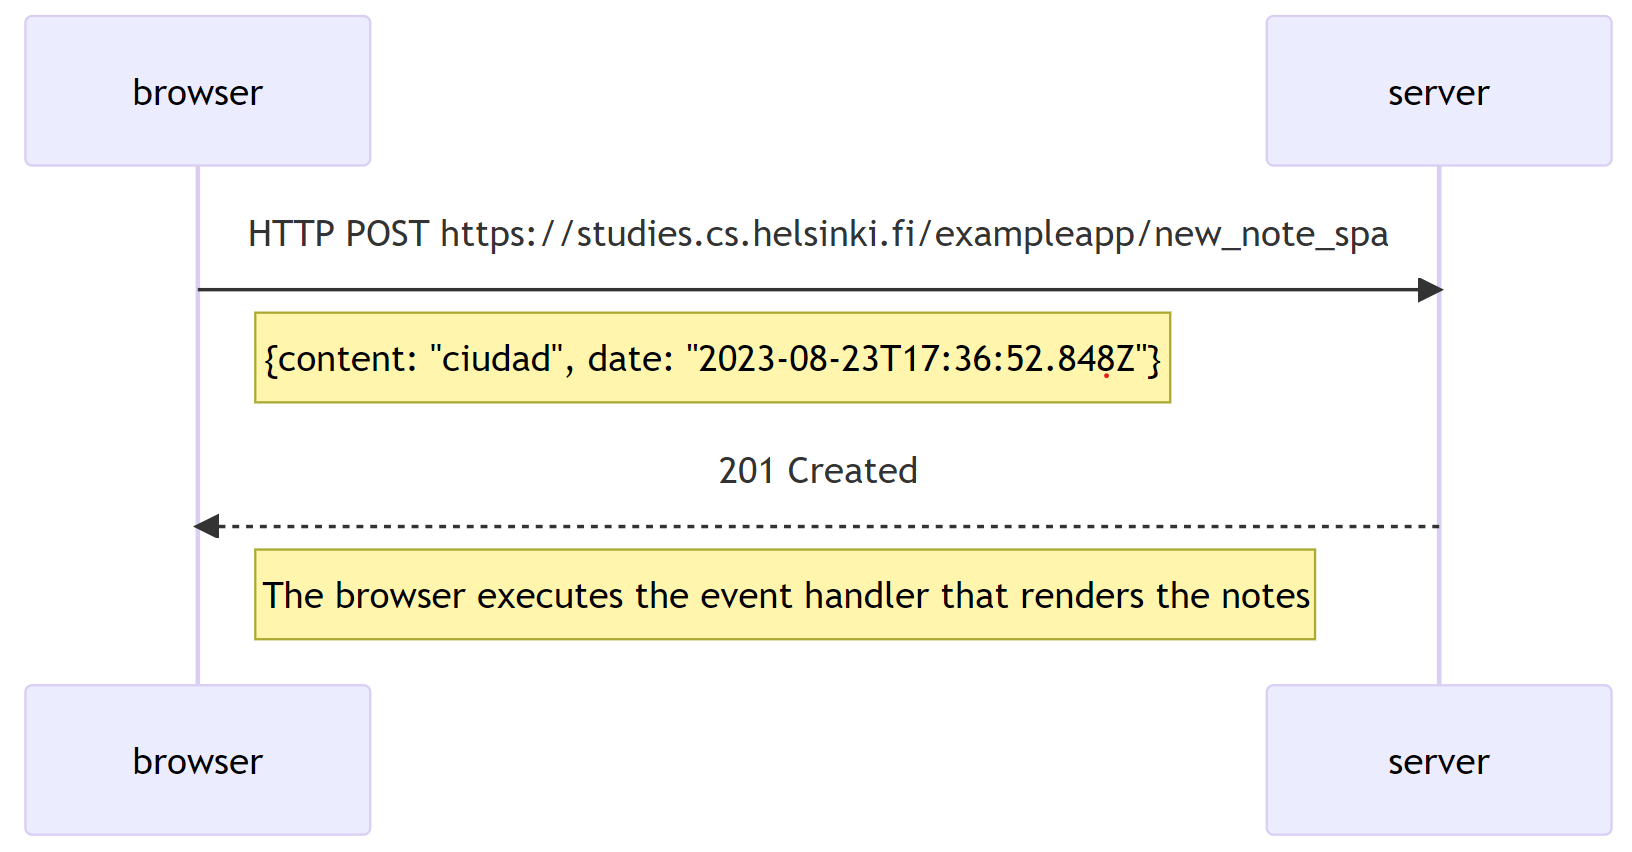 browser
server
HTTP POST https://studies.cs.helsinki.fi/exampleapp/new_note_spa
{content: "ciudad", date: "2023-08-23T17:36:52.848Z"}
201 Created
The browser executes the event handler that renders the notes
browser
server